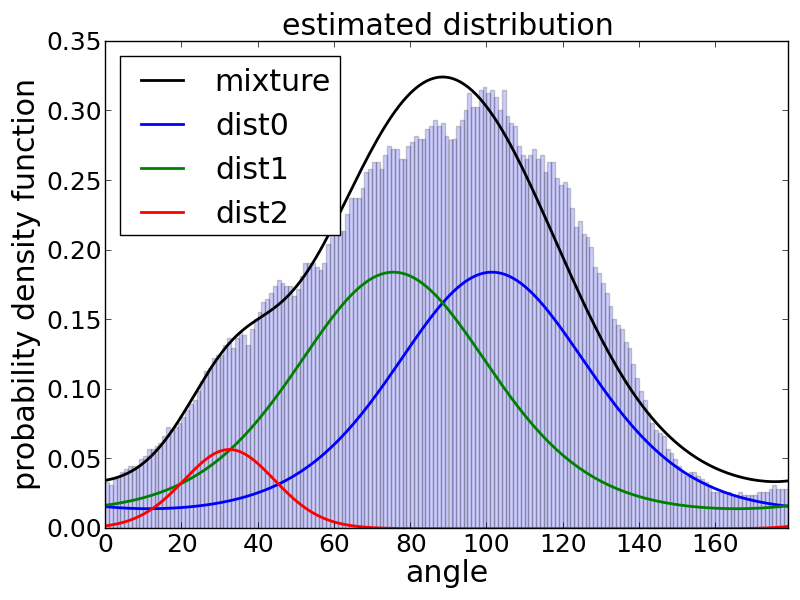 estimated distribution
probability density function
0.35
0.30
0.25
0.20
0.15
0.10
0.05
0.00
mixture
dist0
dist1
dist2
0 20 40 60 80 100 120 140 160
angle